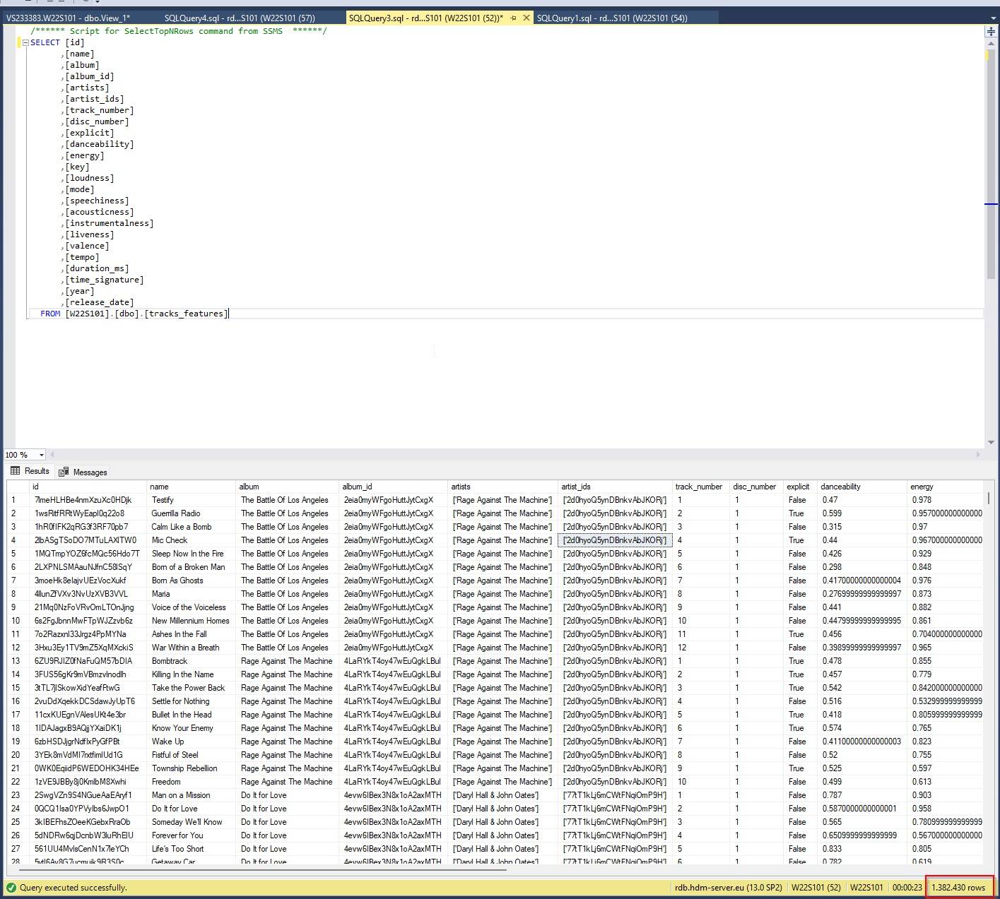 VS233383.W22S101 - dbo.View_1* SQLQuery4.sql - rd...S101 (W22S101 (57)) SQLQuery3.sql - rd...S101 (W22S101 (52))* SQLQuery1.sql - rd...S101 (W22S101 (54))
/****** Script for SelectTopNRows command from SSMS ******/
SELECT [id]
,[name]
,[album]
,[album_id]
,[artists]
,[artist_ids]
,[track_number]
,[disc_number]
,[explicit]
,[danceability]
,[energy]
,[key]
,[loudness]
,[mode]
,[speechiness]
,[acousticness]
,[instrumentalness]
,[liveness]
,[valence]
,[tempo]
,[duration_ms]
,[time_signature]
,[year]
,[release_date]
FROM [W22S101].[dbo].[tracks_features]
100 %
Results Messages
id name album album_id artists artist_ids track_number disc_number explicit danceability energy
1 7lmeHLHBe4nmXzuXc0HDjk Testify The Battle Of Los Angeles 2eia0myWFgoHuttJytCxgX ['Rage Against The Machine'] ['2d0hyoQ5ynDBnkvAbJKORj'] 1 1 False 0.47 0.978
2 1wsRitfRRtWyEapl0q22o8 Guerrilla Radio The Battle Of Los Angeles 2eia0myWFgoHuttJytCxgX ['Rage Against The Machine'] ['2d0hyoQ5ynDBnkvAbJKORj'] 2 1 True 0.599 0.957000000000000
3 1hR0fIFK2qRG3f3RF70pb7 Calm Like a Bomb The Battle Of Los Angeles 2eia0myWFgoHuttJytCxgX ['Rage Against The Machine'] ['2d0hyoQ5ynDBnkvAbJKORj'] 3 1 False 0.315 0.97
4 2lbASgTSoDO7MTuLAXlTW0 Mic Check The Battle Of Los Angeles 2eia0myWFgoHuttJytCxgX ['Rage Against The Machine'] ['2d0hyoQ5ynDBnkvAbJKORj'] 4 1 True 0.44 0.967000000000000
5 1MQTmpYOZ6fcMQc56Hdo7T Sleep Now In the Fire The Battle Of Los Angeles 2eia0myWFgoHuttJytCxgX ['Rage Against The Machine'] ['2d0hyoQ5ynDBnkvAbJKORj'] 5 1 False 0.426 0.929
6 2LXPNLSMAauNJfnC58lSqY Born of a Broken Man The Battle Of Los Angeles 2eia0myWFgoHuttJytCxgX ['Rage Against The Machine'] ['2d0hyoQ5ynDBnkvAbJKORj'] 6 1 False 0.298 0.848
7 3moeHk8eIajvUEzVocXukf Born As Ghosts The Battle Of Los Angeles 2eia0myWFgoHuttJytCxgX ['Rage Against The Machine'] ['2d0hyoQ5ynDBnkvAbJKORj'] 7 1 False 0.41700000000000004 0.976
8 4llunZfVXv3NvUzXVB3VVL Maria The Battle Of Los Angeles 2eia0myWFgoHuttJytCxgX ['Rage Against The Machine'] ['2d0hyoQ5ynDBnkvAbJKORj'] 8 1 False 0.27699999999999997 0.873
9 21Mq0NzFoVRvOmLTOnJjng Voice of the Voiceless The Battle Of Los Angeles 2eia0myWFgoHuttJytCxgX ['Rage Against The Machine'] ['2d0hyoQ5ynDBnkvAbJKORj'] 9 1 False 0.441 0.882
10 6s2FgJbnnMwFTpWJZzvb6z New Millennium Homes The Battle Of Los Angeles 2eia0myWFgoHuttJytCxgX ['Rage Against The Machine'] ['2d0hyoQ5ynDBnkvAbJKORj'] 10 1 False 0.44799999999999995 0.861
11 7o2Razxnl33Jrgz4PpMYNa Ashes In the Fall The Battle Of Los Angeles 2eia0myWFgoHuttJytCxgX ['Rage Against The Machine'] ['2d0hyoQ5ynDBnkvAbJKORj'] 11 1 True 0.456 0.704000000000000
12 3Hxu3Ey1TV9mZ5XqMXckiS War Within a Breath The Battle Of Los Angeles 2eia0myWFgoHuttJytCxgX ['Rage Against The Machine'] ['2d0hyoQ5ynDBnkvAbJKORj'] 12 1 False 0.39899999999999997 0.965
13 6ZU9RJIZ0fNaFuQM57bDIA Bombtrack Rage Against The Machine 4LaRYkT4oy47wEuQgkLBul ['Rage Against The Machine'] ['2d0hyoQ5ynDBnkvAbJKORj'] 1 1 True 0.478 0.855
14 3FUS56gKr9mVBmzvlnodlh Killing In the Name Rage Against The Machine 4LaRYkT4oy47wEuQgkLBul ['Rage Against The Machine'] ['2d0hyoQ5ynDBnkvAbJKORj'] 2 1 True 0.457 0.779
15 3tTL7jlSkowXidYeafFtwG Take the Power Back Rage Against The Machine 4LaRYkT4oy47wEuQgkLBul ['Rage Against The Machine'] ['2d0hyoQ5ynDBnkvAbJKORj'] 3 1 True 0.542 0.842000000000000
16 2vuDdXqekkDCSdawJyUpT6 Settle for Nothing Rage Against The Machine 4LaRYkT4oy47wEuQgkLBul ['Rage Against The Machine'] ['2d0hyoQ5ynDBnkvAbJKORj'] 4 1 False 0.516 0.532999999999999
17 11cxKUEgnVAlesUKt4e3br Bullet In the Head Rage Against The Machine 4LaRYkT4oy47wEuQgkLBul ['Rage Against The Machine'] ['2d0hyoQ5ynDBnkvAbJKORj'] 5 1 True 0.418 0.805999999999999
18 1IDAJagxB9AQjjYXaiDK1j Know Your Enemy Rage Against The Machine 4LaRYkT4oy47wEuQgkLBul ['Rage Against The Machine'] ['2d0hyoQ5ynDBnkvAbJKORj'] 6 1 True 0.574 0.765
19 6zbHSDJjgrNdflxPyGfPBt Wake Up Rage Against The Machine 4LaRYkT4oy47wEuQgkLBul ['Rage Against The Machine'] ['2d0hyoQ5ynDBnkvAbJKORj'] 7 1 False 0.41100000000000003 0.823
20 3YEk8mVdMI7rxtfimIUd1G Fistful of Steel Rage Against The Machine 4LaRYkT4oy47wEuQgkLBul ['Rage Against The Machine'] ['2d0hyoQ5ynDBnkvAbJKORj'] 8 1 False 0.52 0.755
21 0WK0EqiidP6WEDOHK34HEe Township Rebellion Rage Against The Machine 4LaRYkT4oy47wEuQgkLBul ['Rage Against The Machine'] ['2d0hyoQ5ynDBnkvAbJKORj'] 9 1 True 0.525 0.597
22 1zVE9JBBy8j0KmlbM8Xwhi Freedom Rage Against The Machine 4LaRYkT4oy47wEuQgkLBul ['Rage Against The Machine'] ['2d0hyoQ5ynDBnkvAbJKORj'] 10 1 False 0.499 0.613
23 2SwgVZn9S4NGueAaEAryf1 Man on a Mission Do It for Love 4evw6IBex3N8x1oA2axMTH ['Daryl Hall & John Oates'] ['77tT1kLj6mCWtFNqiOmP9H'] 1 1 False 0.787 0.903
24 0QCQ1Isa0YPVyIbs6JwpO1 Do It for Love Do It for Love 4evw6IBex3N8x1oA2axMTH ['Daryl Hall & John Oates'] ['77tT1kLj6mCWtFNqiOmP9H'] 2 1 False 0.5870000000000001 0.958
25 3kIBEFhsZOeeKGebxRraOb Someday We'll Know Do It for Love 4evw6IBex3N8x1oA2axMTH ['Daryl Hall & John Oates'] ['77tT1kLj6mCWtFNqiOmP9H'] 3 1 False 0.565 0.780999999999999
26 5dNDRw6qjDcnbW3luRhElU Forever for You Do It for Love 4evw6IBex3N8x1oA2axMTH ['Daryl Hall & John Oates'] ['77tT1kLj6mCWtFNqiOmP9H'] 4 1 False 0.6509999999999999 0.567000000000000
27 561UU4MvlsCenN1x7leYCh Life's Too Short Do It for Love 4evw6IBex3N8x1oA2axMTH ['Daryl Hall & John Oates'] ['77tT1kLj6mCWtFNqiOmP9H'] 5 1 False 0.833 0.805
28 Getaway Car Do It for Love 4evw6IBex3N8x1oA2axMTH ['Daryl Hall & John Oates'] ['77tT1kLj6mCWtFNqiOmP9H'] 6 1 False 0.782 0.619
Query executed successfully. rdb.hdm-server.eu (13.0 SP2) W22S101 (52) W22S101 00:00:23 1.382.430 rows